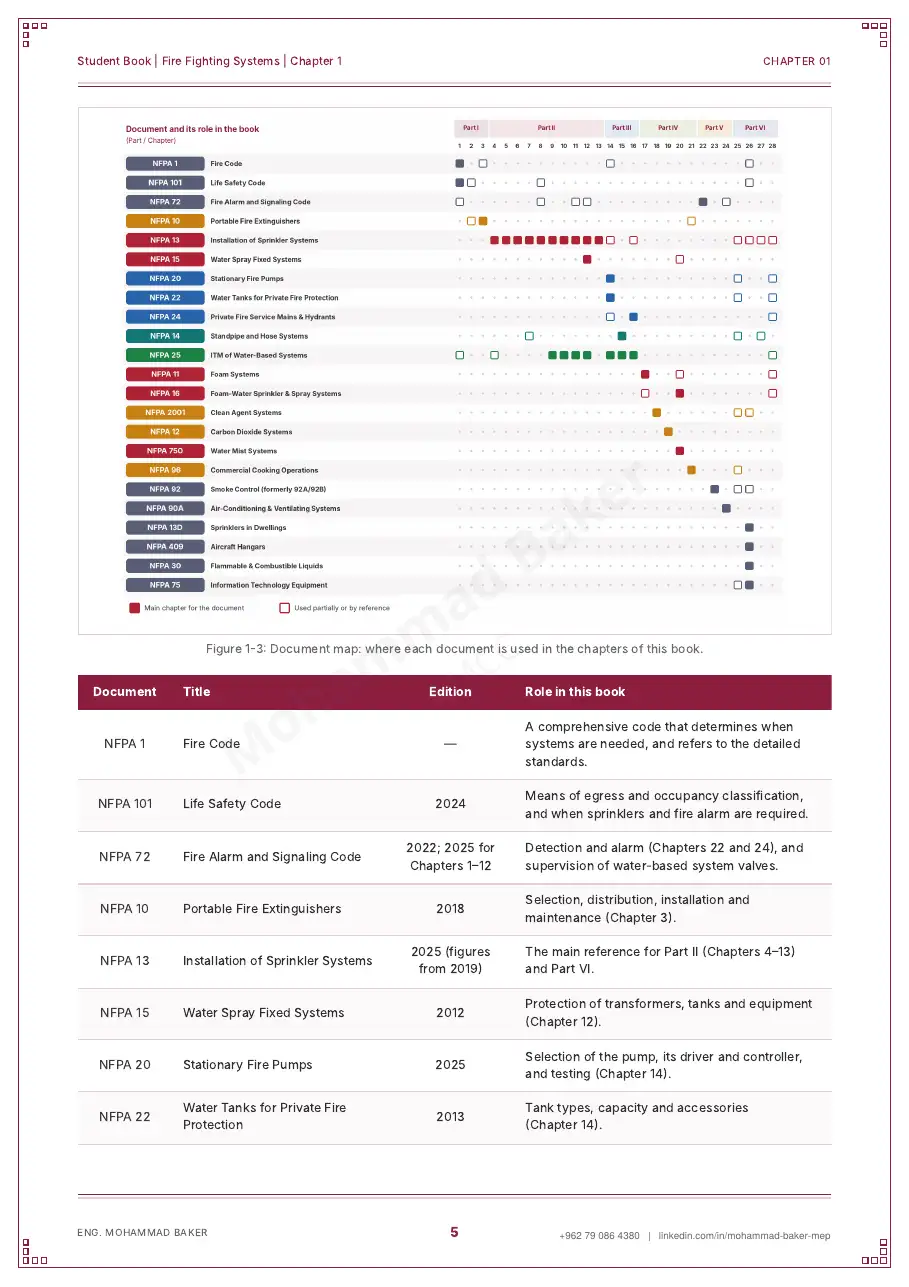 Student Book | Fire Fighting Systems | Chapter 1
CHAPTER 01
Document and its role in the book
(Part / Chapter)
Part I Part II Part III Part IV Part V Part VI
1 2 3 4 5 6 7 8 9 10 11 12 13 14 15 16 17 18 19 20 21 22 23 24 25 26 27 28
NFPA 1 Fire Code
NFPA 101 Life Safety Code
NFPA 72 Fire Alarm and Signaling Code
NFPA 10 Portable Fire Extinguishers
NFPA 13 Installation of Sprinkler Systems
NFPA 15 Water Spray Fixed Systems
NFPA 20 Stationary Fire Pumps
NFPA 22 Water Tanks for Private Fire Protection
NFPA 24 Private Fire Service Mains & Hydrants
NFPA 14 Standpipe and Hose Systems
NFPA 25 ITM of Water-Based Systems
NFPA 11 Foam Systems
NFPA 16 Foam-Water Sprinkler & Spray Systems
NFPA 2001 Clean Agent Systems
NFPA 12 Carbon Dioxide Systems
NFPA 750 Water Mist Systems
NFPA 96 Commercial Cooking Operations
NFPA 92 Smoke Control (formerly 92A/92B)
NFPA 90A Air-Conditioning & Ventilating Systems
NFPA 13D Sprinklers in Dwellings
NFPA 409 Aircraft Hangars
NFPA 30 Flammable & Combustible Liquids
NFPA 75 Information Technology Equipment
Main chapter for the document
Used partially or by reference
Mohammad Baker
Figure 1-3: Document map: where each document is used in the chapters of this book.
Document Title Edition Role in this book
NFPA 1 Fire Code —
A comprehensive code that determines when
systems are needed, and refers to the detailed
standards.
NFPA 101 Life Safety Code 2024
Means of egress and occupancy classification,
and when sprinklers and fire alarm are required.
NFPA 72 Fire Alarm and Signaling Code
2022; 2025 for
Chapters 1–12
Detection and alarm (Chapters 22 and 24), and
supervision of water-based system valves.
NFPA 10 Portable Fire Extinguishers 2018
Selection, distribution, installation and
maintenance (Chapter 3).
NFPA 13 Installation of Sprinkler Systems
2025 (figures
from 2019)
The main reference for Part II (Chapters 4–13)
and Part VI.
NFPA 15 Water Spray Fixed Systems 2012
Protection of transformers, tanks and equipment
(Chapter 12).
NFPA 20 Stationary Fire Pumps 2025
Selection of the pump, its driver and controller,
and testing (Chapter 14).
NFPA 22
Water Tanks for Private Fire
Protection
2013
Tank types, capacity and accessories
(Chapter 14).
ENG. MOHAMMAD BAKER
5
+962 79 086 4380 | linkedin.com/in/mohammad-baker-mep